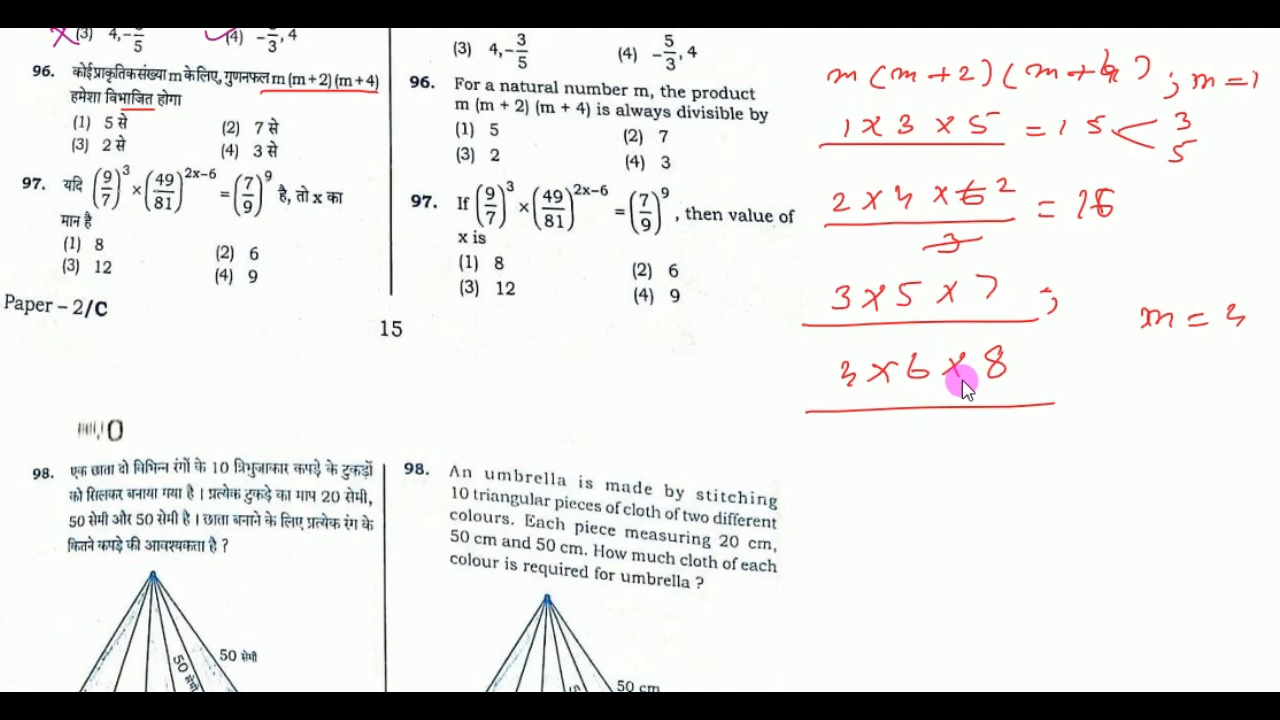 (3) 4,-3/5 (4) -5/3, 4
96. कोई प्राकृतिक संख्या m के लिए, गुणनफल m (m + 2) (m + 4)
हमेशा विभाजित होगा
(1) 5 से (2) 7 से
(3) 2 से (4) 3 से
97. यदि (9/7)^3 × (49/81)^2x–6 = (7/9)^9 है, तो x का
मान है
(1) 8 (2) 6
(3) 12 (4) 9
Paper – 2/C
15
(3) 4,-3/5 (4) -5/3, 4
96. For a natural number m, the product
m (m + 2) (m + 4) is always divisible by
(1) 5 (2) 7
(3) 2 (4) 3
97. If (9/7)^3 × (49/81)^2x–6 = (7/9)^9, then value of
x is
(1) 8 (2) 6
(3) 12 (4) 9
98. एक छाता दो विभिन्न रंगों के 10 त्रिभुजाकार कपड़े के टुकड़ों
को सिलकर बनाया गया है । प्रत्येक टुकड़े का माप 20 सेमी,
50 सेमी और 50 सेमी है । छाता बनाने के लिए प्रत्येक रंग के
कितने कपड़े की आवश्यकता है ?
50 सेमी
50 सेमी
98. An umbrella is made by stitching
10 triangular pieces of cloth of two different
colours. Each piece measuring 20 cm,
50 cm and 50 cm. How much cloth of each
colour is required for umbrella ?
50 cm
m (m + 2) (m + 4) ; m = 1
1 × 3 × 5 = 15 < 3
5
2 × 4 × 6 2 = 16
3
3 × 5 × 7 ;
m = 4
4 × 6 × 8